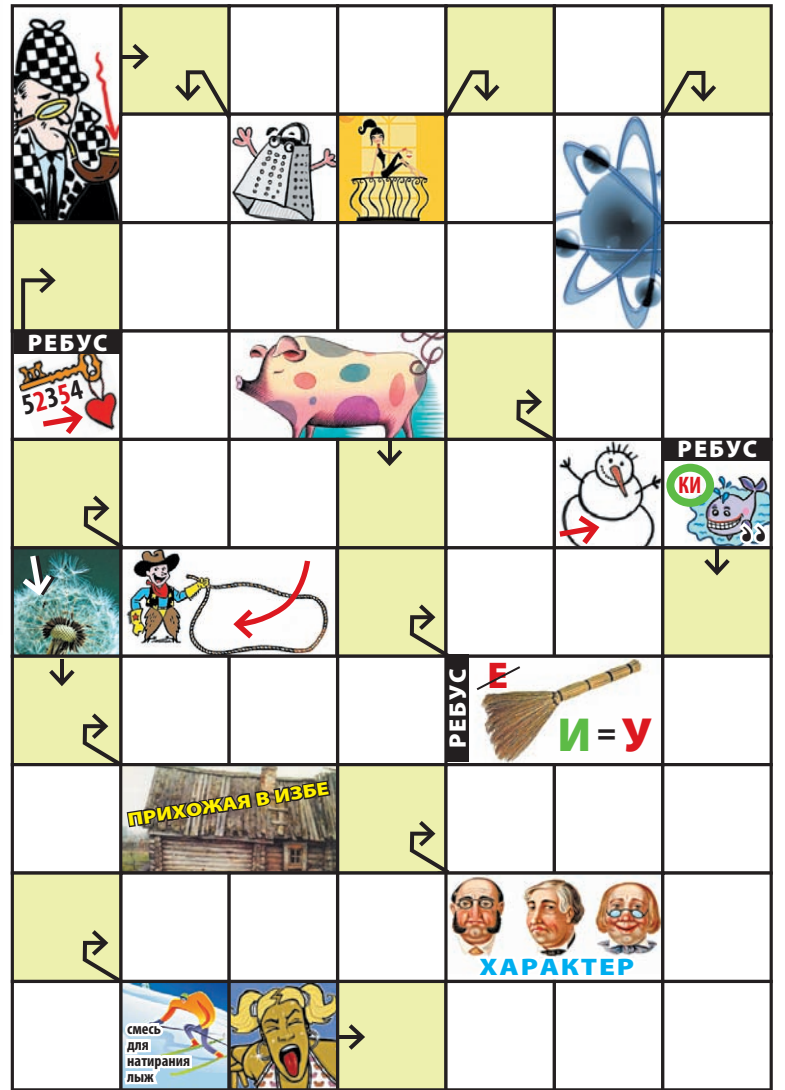 РЕБУС
52354
РЕБУС
КИ
РЕБУС
Е
И = У
ПРИХОЖАЯ В ИЗБЕ
ХАРАКТЕР
смесь
для
натирания
лыж